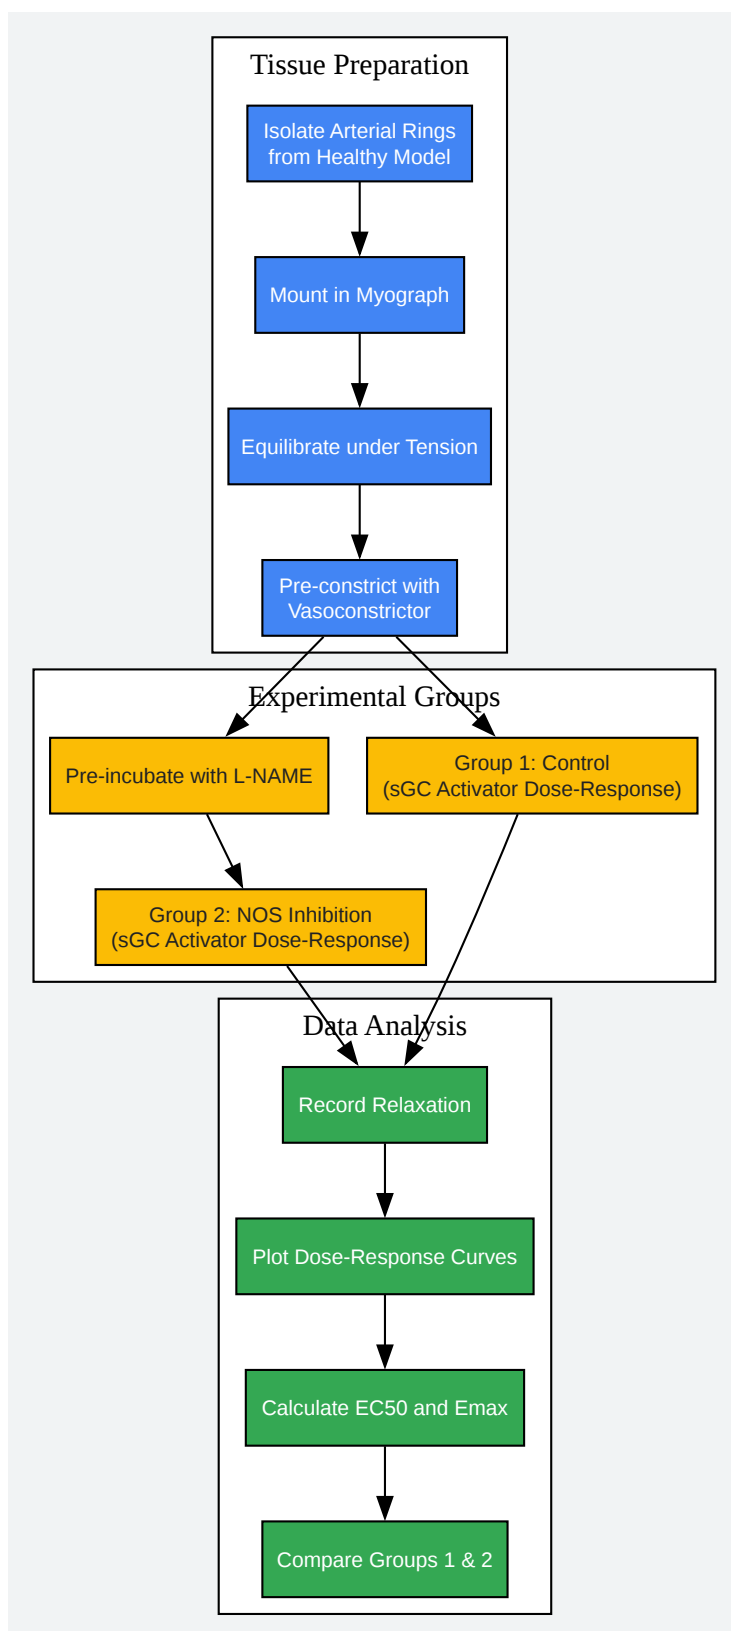 Tissue Preparation
Isolate Arterial Rings
from Healthy Model
Mount in Myograph
Equilibrate under Tension
Pre-constrict with
Vasoconstrictor
Experimental Groups
Pre-incubate with L-NAME
Group 1: Control
(sGC Activator Dose-Response)
Group 2: NOS Inhibition
(sGC Activator Dose-Response)
Data Analysis
Record Relaxation
Plot Dose-Response Curves
Calculate EC50 and Emax
Compare Groups 1 & 2